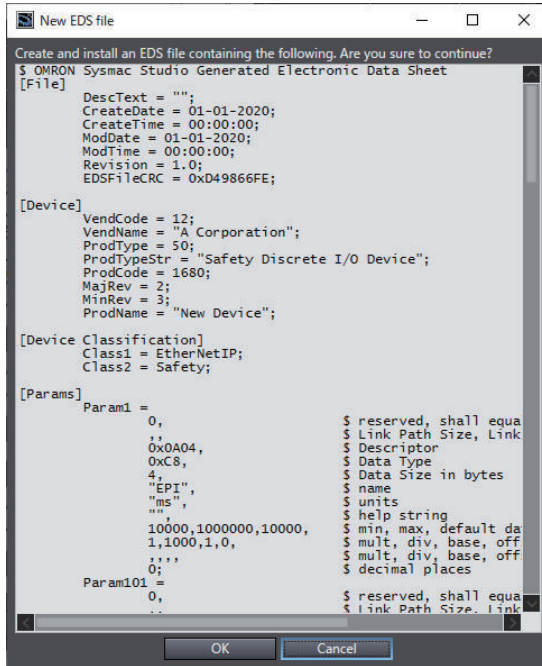 New EDS file
Create and install an EDS file containing the following. Are you sure to continue?
$ OMRON Sysmac Studio Generated Electronic Data Sheet
[File]
DescText = "";
CreateDate = 01-01-2020;
CreateTime = 00:00:00;
ModDate = 01-01-2020;
ModTime = 00:00:00;
Revision = 1.0;
EDSFileCRC = 0xD49866FE;
[Device]
VendCode = 12;
VendName = "A Corporation";
ProdType = 50;
ProdTypeStr = "Safety Discrete I/O Device";
ProdCode = 1680;
MajRev = 2;
MinRev = 3;
ProdName = "New Device";
[Device Classification]
Class1 = EtherNetIP;
Class2 = Safety;
[Params]
Param1 =
0, $ reserved, shall equa
,, $ Link Path Size, Link
0x0A04, $ Descriptor
0xC8, $ Data Type
4, $ Data Size in bytes
"EPI", $ name
"ms", $ units
"", $ help string
10000,1000000,10000, $ min, max, default da
1,1000,1,0, $ mult, div, base, off
,,,, $ mult, div, base, off
0; $ decimal places
Param101 =
0, $ reserved, shall equa
,, $ Link Path Size, Link
OK Cancel